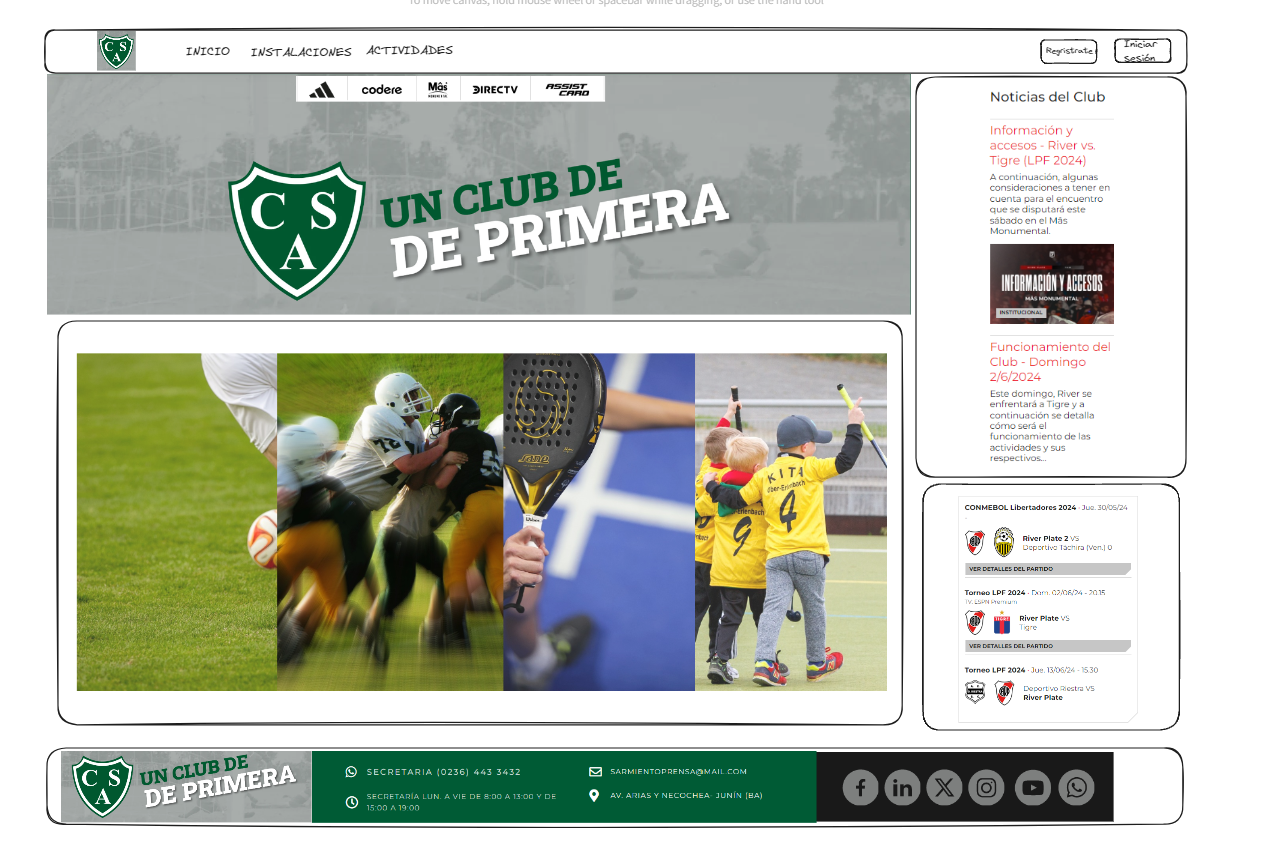 To move canvas, hold mouse wheel or spacebar while dragging, or use the hand tool
CSA
INICIO
INSTALACIONES
ACTIVIDADES
Regristrate
Iniciar
sesión
codere
Más
DIRECTV
ASSIST
CARD
C S
A
UN CLUB DE
DE PRIMERA
Noticias del Club
Información y
accesos - River vs.
Tigre (LPF 2024)
A continuación, algunas
consideraciones a tener en
cuenta para el encuentro
que se disputará este
sábado en el Más
Monumental.
INFORMACIÓN Y ACCESOS
MÁS MONUMENTAL
INSTITUCIONAL
Funcionamiento del
Club - Domingo
2/6/2024
Este domingo, River se
enfrentará a Tigre y a
continuación se detalla
cómo será el
funcionamiento de las
actividades y sus
respectivos...
72
KITA
Ober-Erlenbach
4
9
CONMEBOL Libertadores 2024 - Jue. 30/05/24
River Plate 2 VS
Deportivo Táchira (Ven.) 0
VER DETALLES DEL PARTIDO
Torneo LPF 2024 - Dom. 02/06/24 - 20:15
TV: ESPN Premium
River Plate VS
Tigre
VER DETALLES DEL PARTIDO
Torneo LPF 2024 - Jue. 13/06/24 - 15:30
Deportivo Riestra VS
River Plate
C S
A
UN CLUB DE
DE PRIMERA
SECRETARIA (0236) 443 3432
SECRETARÍA LUN. A VIE DE 8:00 A 13:00 Y DE
15:00 A 19:00
SARMIENTOPRENSA@MAIL.COM
AV. ARIAS Y NECOCHEA- JUNÍN (BA)